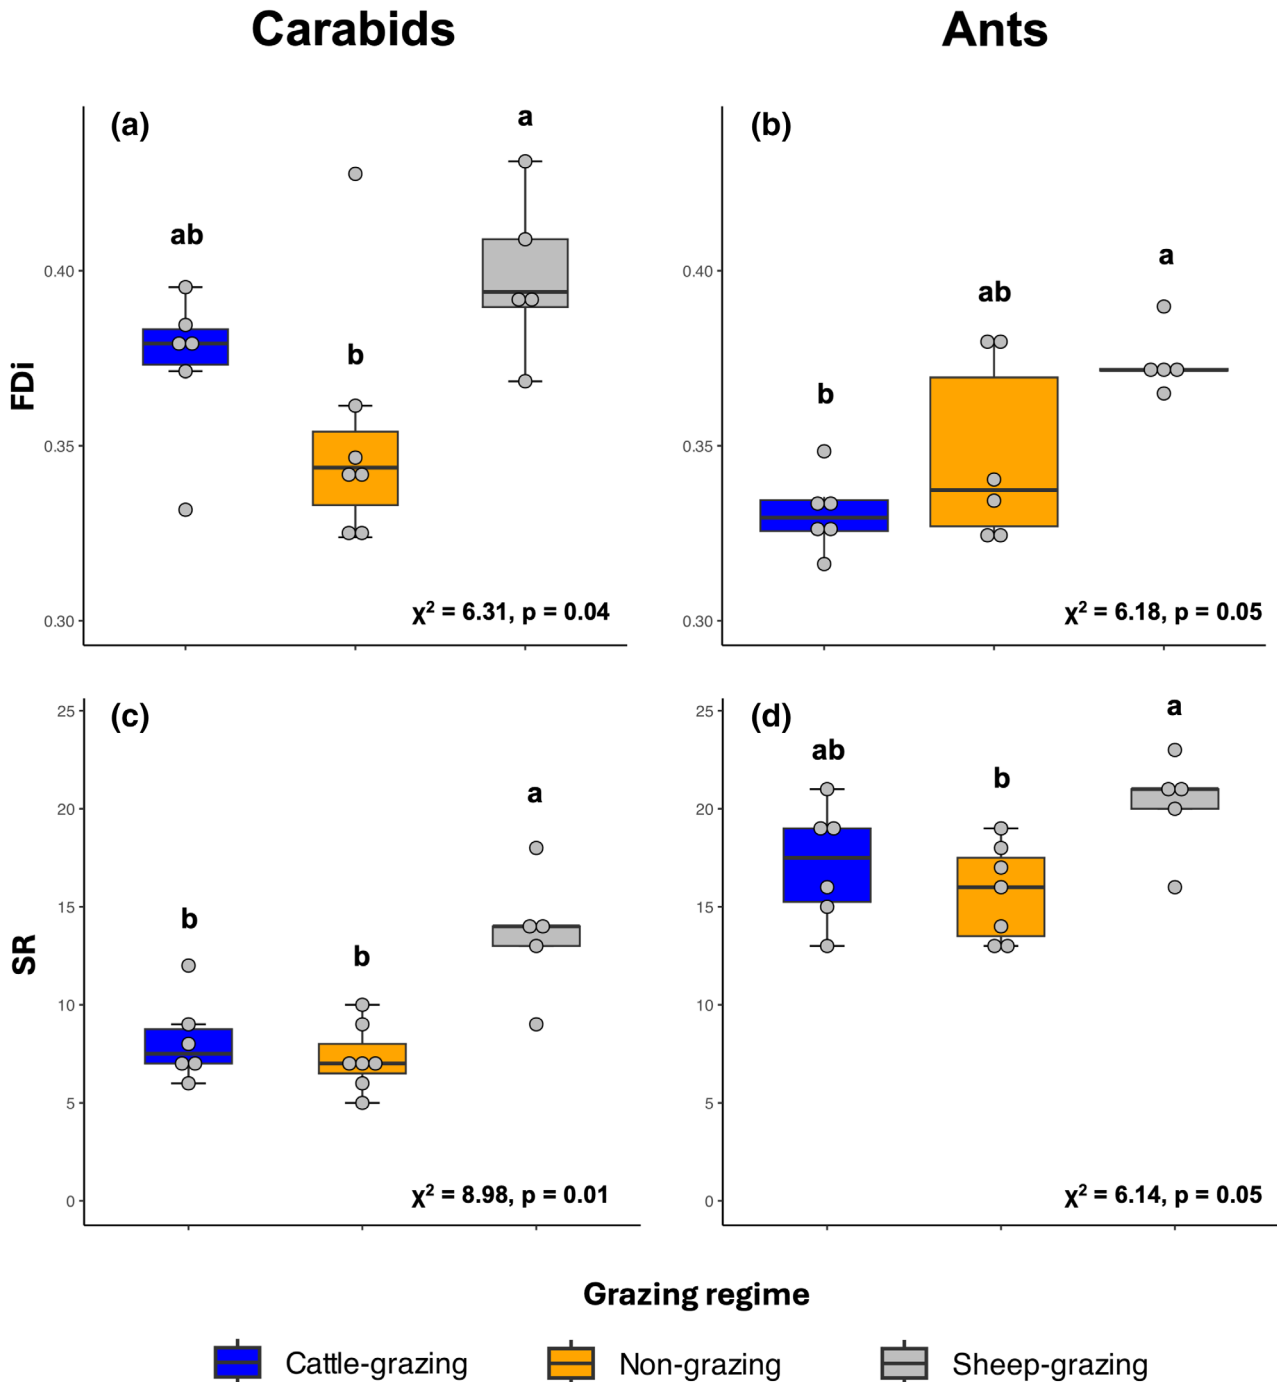 Carabids Ants
(a) (b)
a
ab
b
a
ab
b
FDi
0.40
0.35
0.30
0.40
0.35
0.30
χ² = 6.31, p = 0.04
χ² = 6.18, p = 0.05
(c) (d)
b
b
a
ab
b
a
SR
25
20
15
10
5
0
25
20
15
10
5
0
χ² = 8.98, p = 0.01
χ² = 6.14, p = 0.05
Grazing regime
Cattle-grazing Non-grazing Sheep-grazing